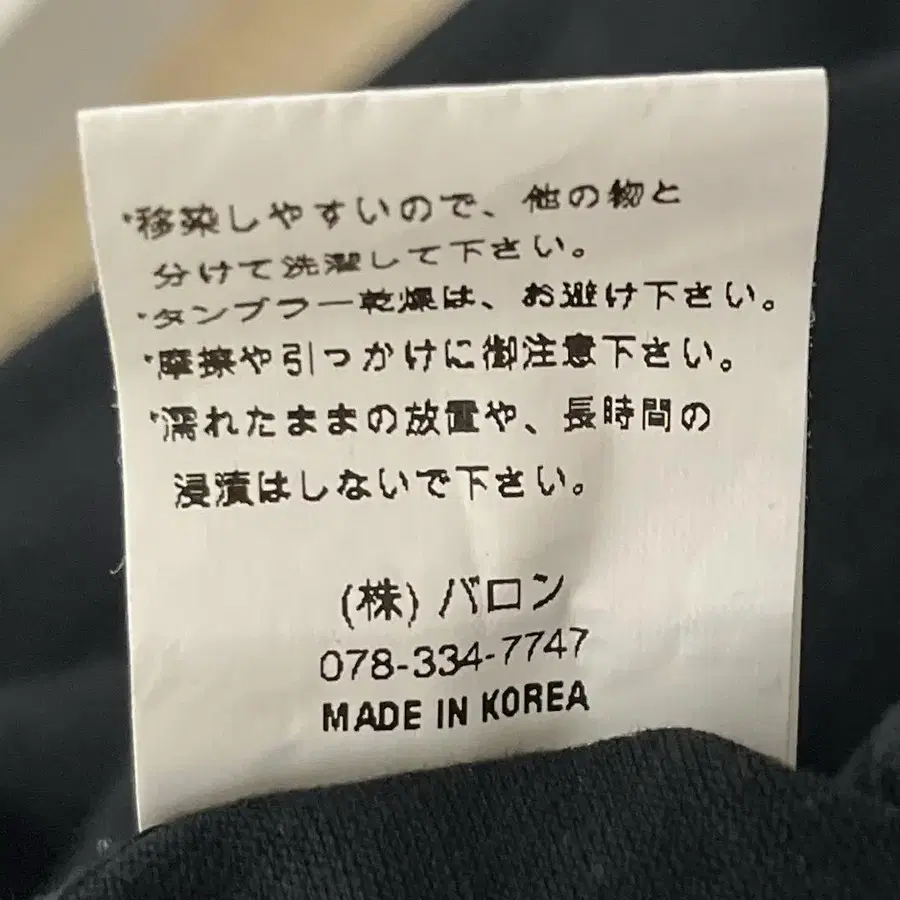 ・移染しやすいので、他の物と
分けて洗濯して下さい。
・タンブラー乾燥は、お避け下さい。
・摩擦や引っかけに御注意下さい。
・濡れたままの放置や、長時間の
浸漬はしないで下さい。
(株) バロン
078-334-7747
MADE IN KOREA